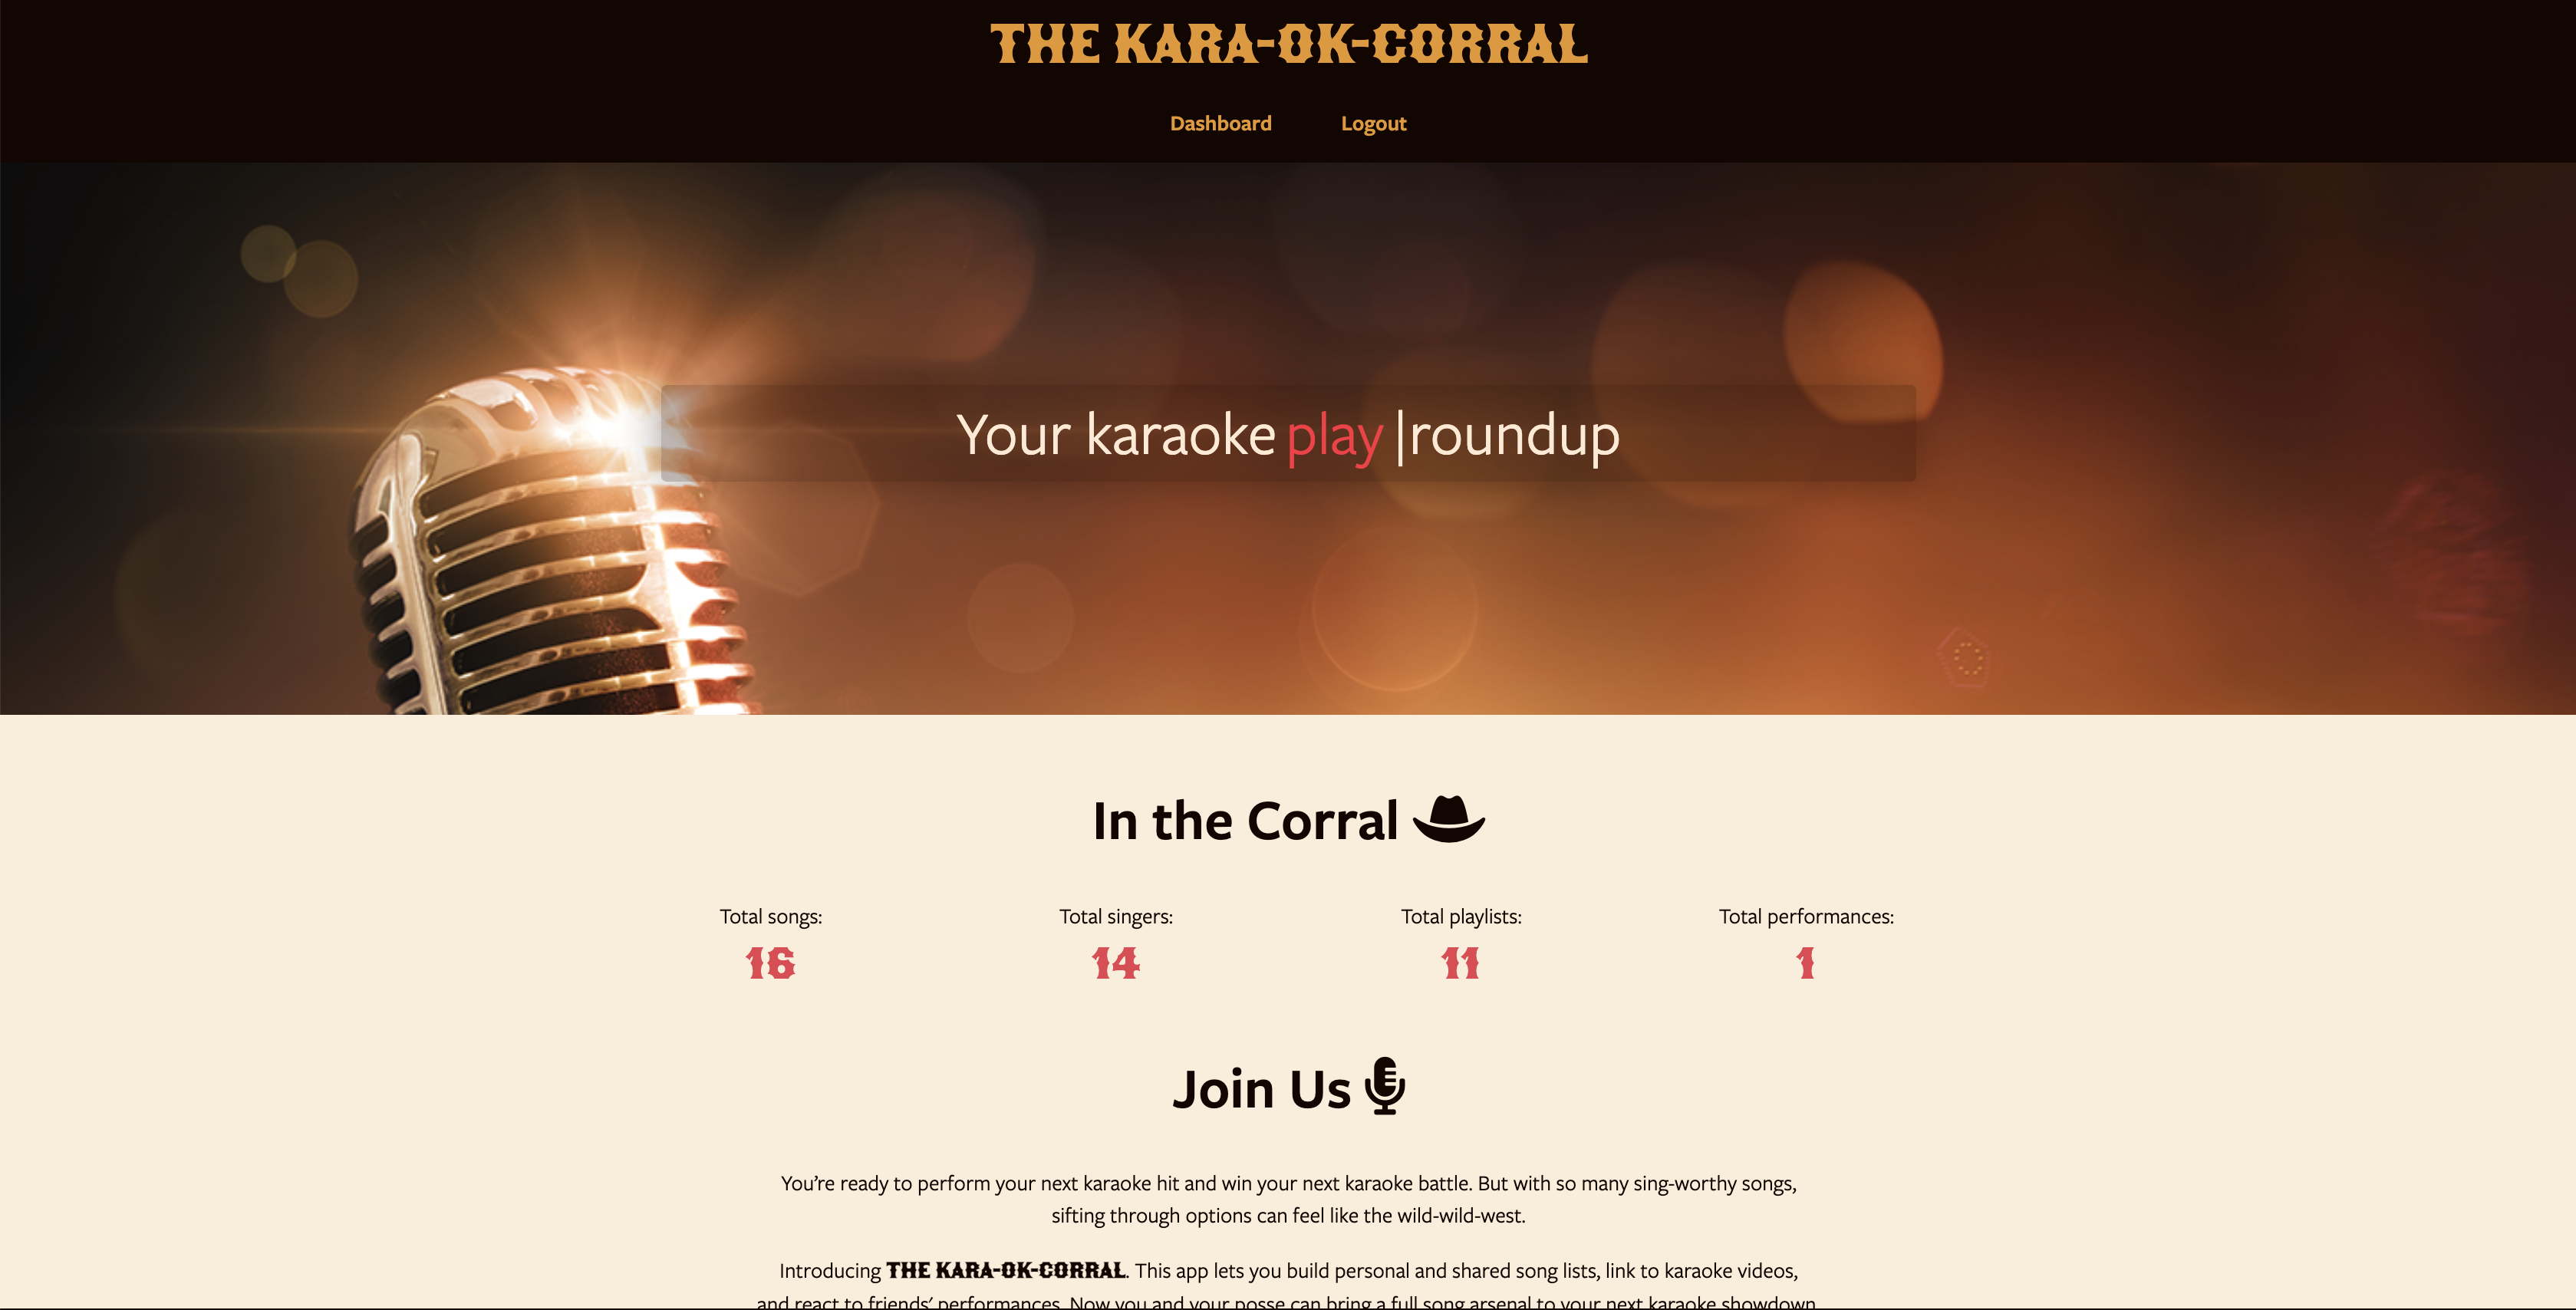 THE KARA-OK-CORRAL
Dashboard Logout
Your karaoke play |roundup
In the Corral
Total songs: Total singers: Total playlists: Total performances:
16 14 11 1
Join Us
You’re ready to perform your next karaoke hit and win your next karaoke battle. But with so many sing-worthy songs,
sifting through options can feel like the wild-wild-west.
Introducing THE KARA-OK-CORRAL. This app lets you build personal and shared song lists, link to karaoke videos,
and react to friends’ performances. Now you and your posse can bring a full song arsenal to your next karaoke showdown.